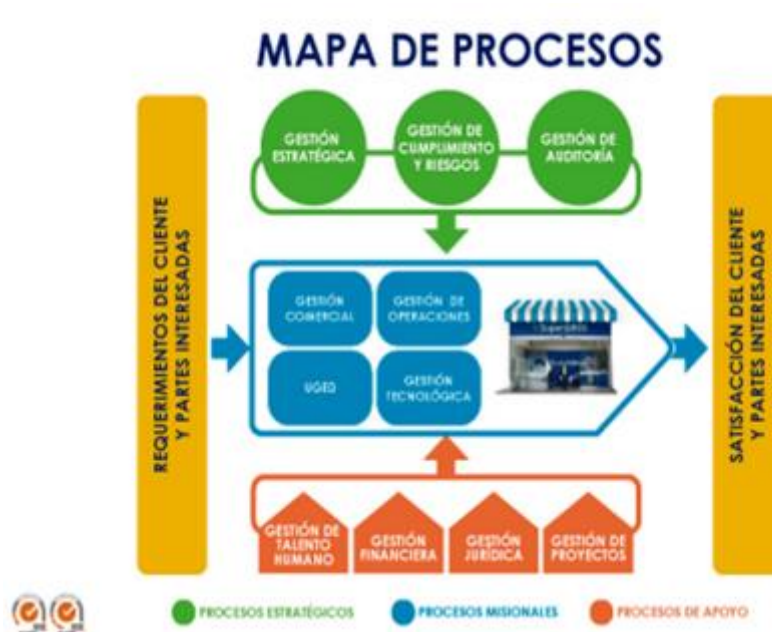 MAPA DE PROCESOS
REQUERIMIENTOS DEL CLIENTE
Y PARTES INTERESADAS
GESTIÓN
ESTRATÉGICA
GESTIÓN DE
CUMPLIMIENTO
Y RIESGOS
GESTIÓN DE
AUDITORÍA
GESTIÓN
COMERCIAL
GESTIÓN DE
OPERACIONES
UGED
GESTIÓN
TECNOLÓGICA
GESTIÓN DE
TALENTO
HUMANO
GESTIÓN
FINANCIERA
GESTIÓN
JURÍDICA
GESTIÓN DE
PROYECTOS
SATISFACCIÓN DEL CLIENTE
Y PARTES INTERESADAS
PROCESOS ESTRATÉGICOS
PROCESOS MISIONALES
PROCESOS DE APOYO